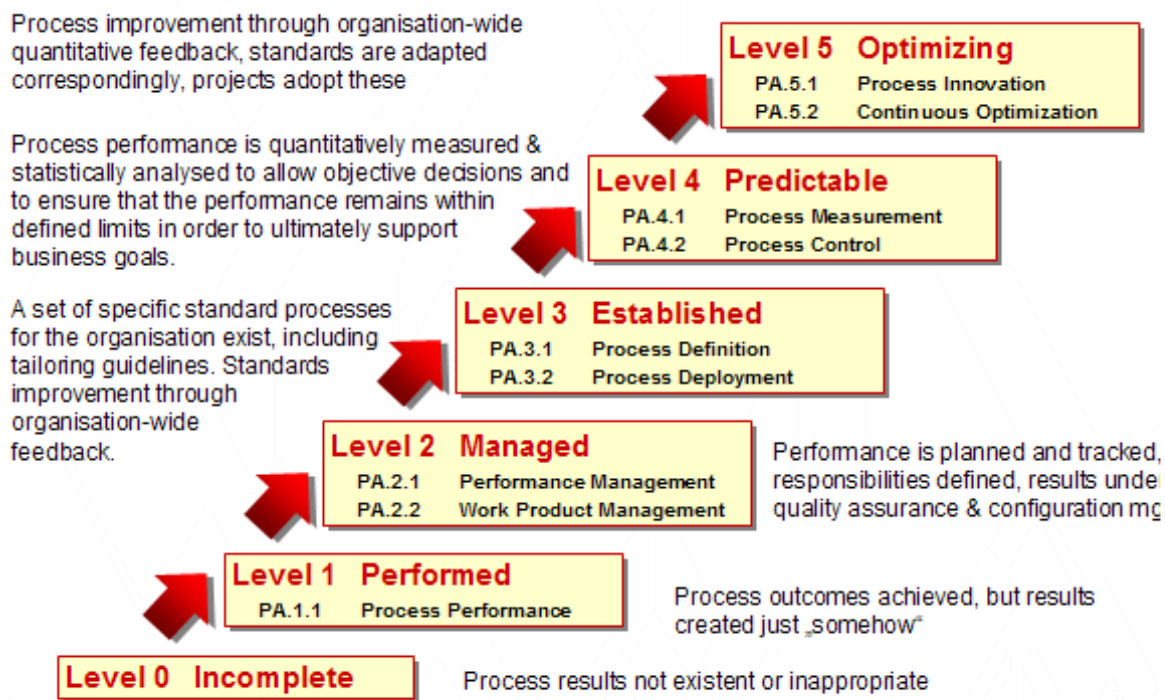 Process improvement through organisation-wide
quantitative feedback, standards are adapted
correspondingly, projects adopt these
Level 5 Optimizing
PA.5.1 Process Innovation
PA.5.2 Continuous Optimization
Process performance is quantitatively measured &
statistically analysed to allow objective decisions and
to ensure that the performance remains within
defined limits in order to ultimately support
business goals.
Level 4 Predictable
PA.4.1 Process Measurement
PA.4.2 Process Control
A set of specific standard processes
for the organisation exist, including
tailoring guidelines. Standards
improvement through
organisation-wide
feedback.
Level 3 Established
PA.3.1 Process Definition
PA.3.2 Process Deployment
Level 2 Managed
PA.2.1 Performance Management
PA.2.2 Work Product Management
Performance is planned and tracked,
responsibilities defined, results under
quality assurance & configuration mg
Level 1 Performed
PA.1.1 Process Performance
Process outcomes achieved, but results
created just „somehow“
Level 0 Incomplete
Process results not existent or inappropriate